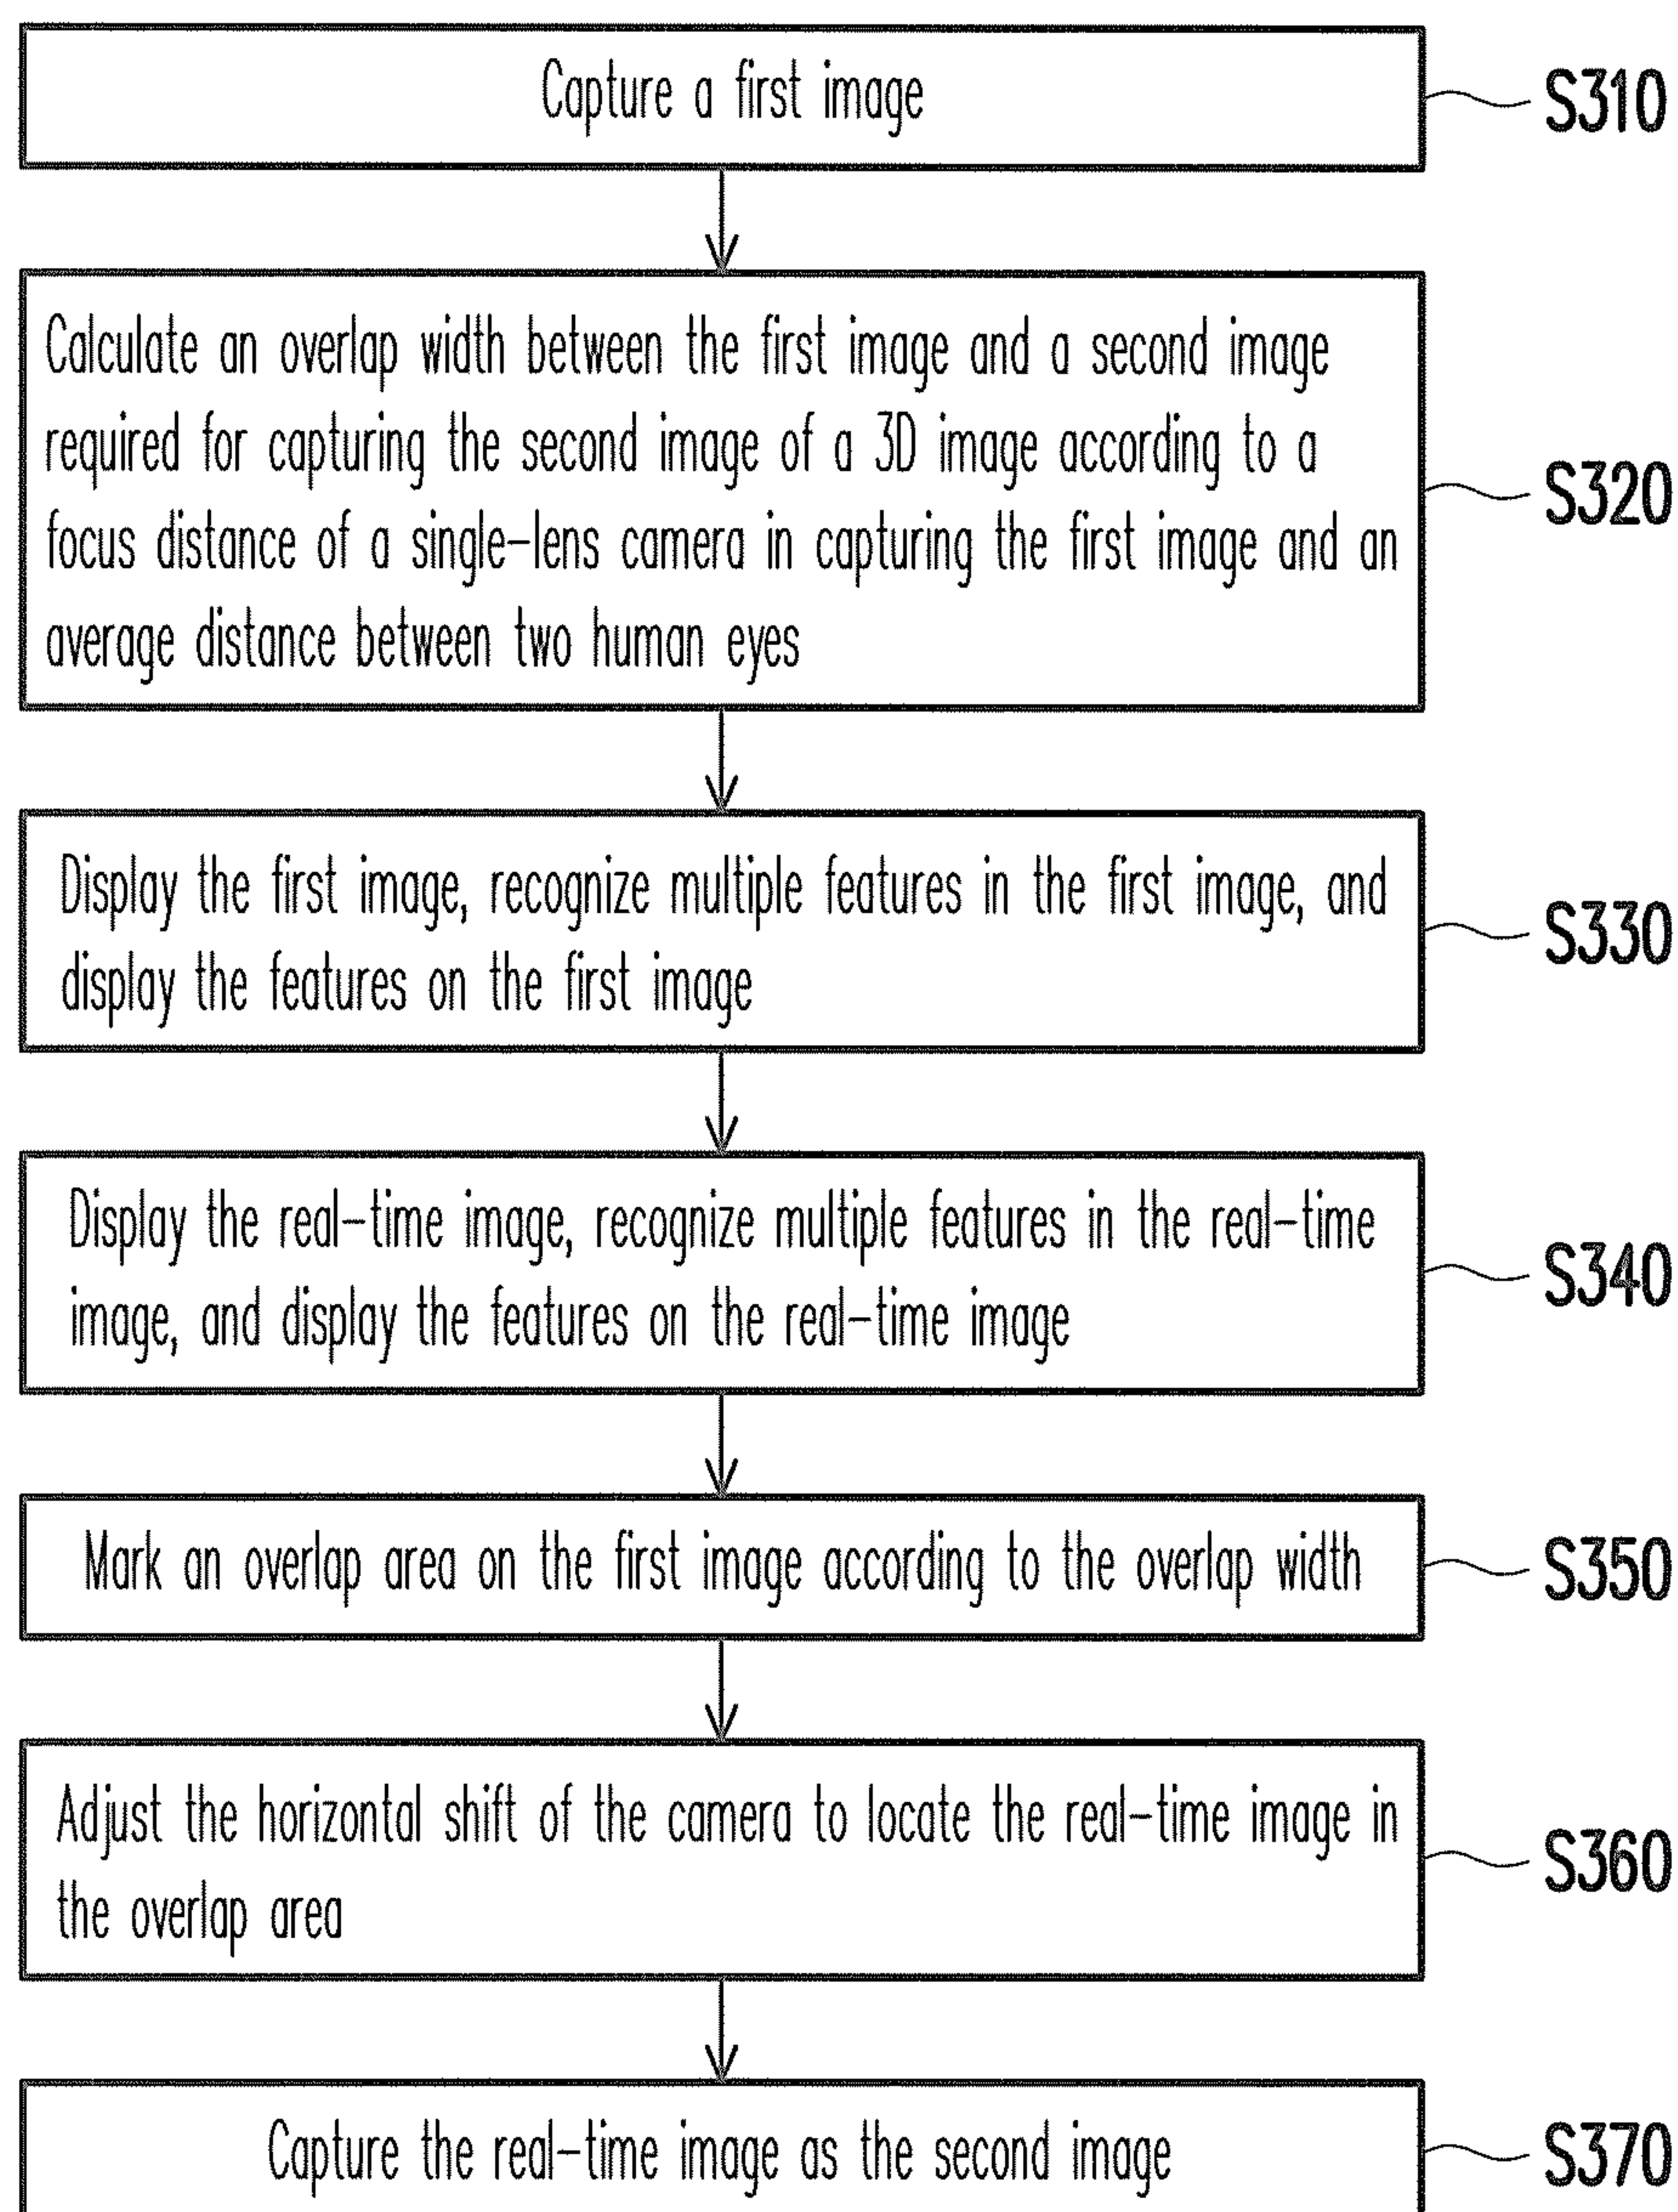 Capture a first image
S310
Calculate an overlap width between the first image and a second image
required for capturing the second image of a 3D image according to a
focus distance of a single-lens camera in capturing the first image and an
average distance between two human eyes
S320
Display the first image, recognize multiple features in the first image, and
display the features on the first image
S330
Display the real-time image, recognize multiple features in the real-time
image, and display the features on the real-time image
S340
Mark an overlap area on the first image according to the overlap width
S350
Adjust the horizontal shift of the camera to locate the real-time image in
the overlap area
S360
Capture the real-time image as the second image
S370